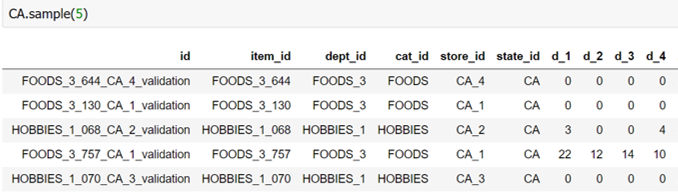 CA.sample(5)
id item_id dept_id cat_id store_id state_id d_1 d_2 d_3 d_4
FOODS_3_644_CA_4_validation FOODS_3_644 FOODS_3 FOODS CA_4 CA 0 0 0 0
FOODS_3_130_CA_1_validation FOODS_3_130 FOODS_3 FOODS CA_1 CA 0 0 0 0
HOBBIES_1_068_CA_2_validation HOBBIES_1_068 HOBBIES_1 HOBBIES CA_2 CA 3 0 0 4
FOODS_3_757_CA_1_validation FOODS_3_757 FOODS_3 FOODS CA_1 CA 22 12 14 10
HOBBIES_1_070_CA_3_validation HOBBIES_1_070 HOBBIES_1 HOBBIES CA_3 CA 0 0 0 0